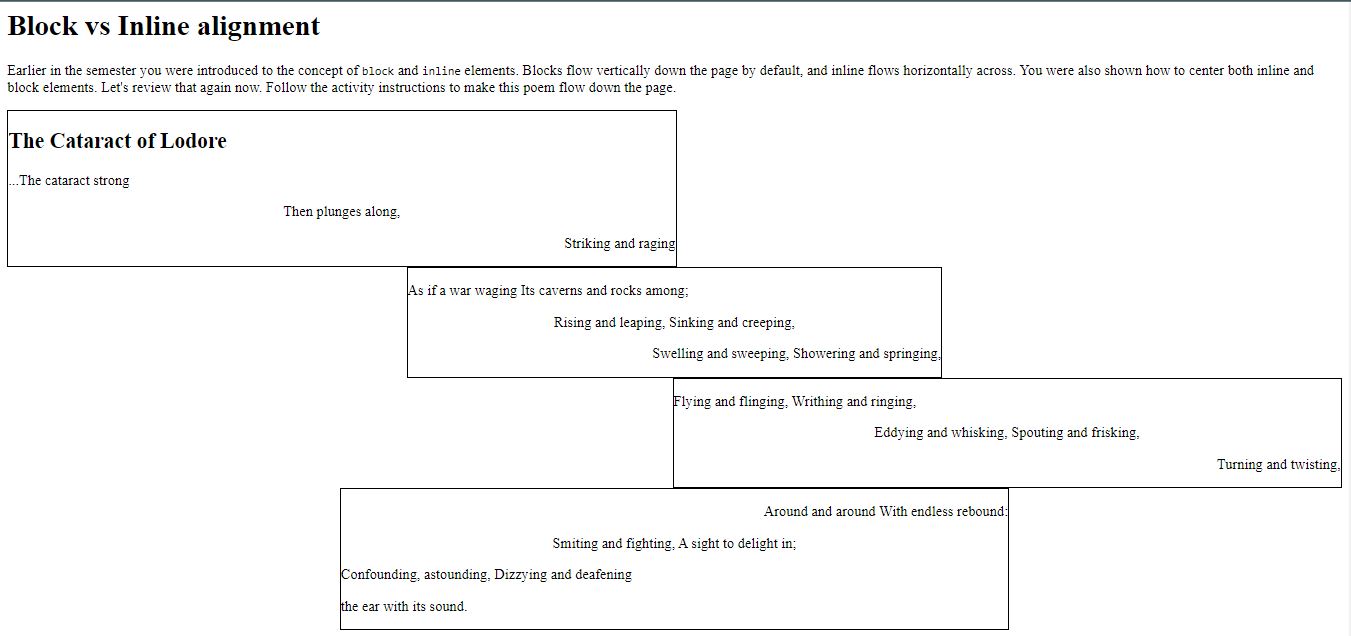 Block vs Inline alignment
Earlier in the semester you were introduced to the concept of block and inline elements. Blocks flow vertically down the page by default, and inline flows horizontally across. You were also shown how to center both inline and
block elements. Let's review that again now. Follow the activity instructions to make this poem flow down the page.
The Cataract of Lodore
...The cataract strong
Then plunges along,
Striking and raging
As if a war waging Its caverns and rocks among;
Rising and leaping, Sinking and creeping,
Swelling and sweeping, Showering and springing,
Flying and flinging, Writhing and ringing,
Eddying and whisking, Spouting and frisking,
Turning and twisting,
Around and around With endless rebound:
Smiting and fighting, A sight to delight in;
Confounding, astounding, Dizzying and deafening
the ear with its sound.